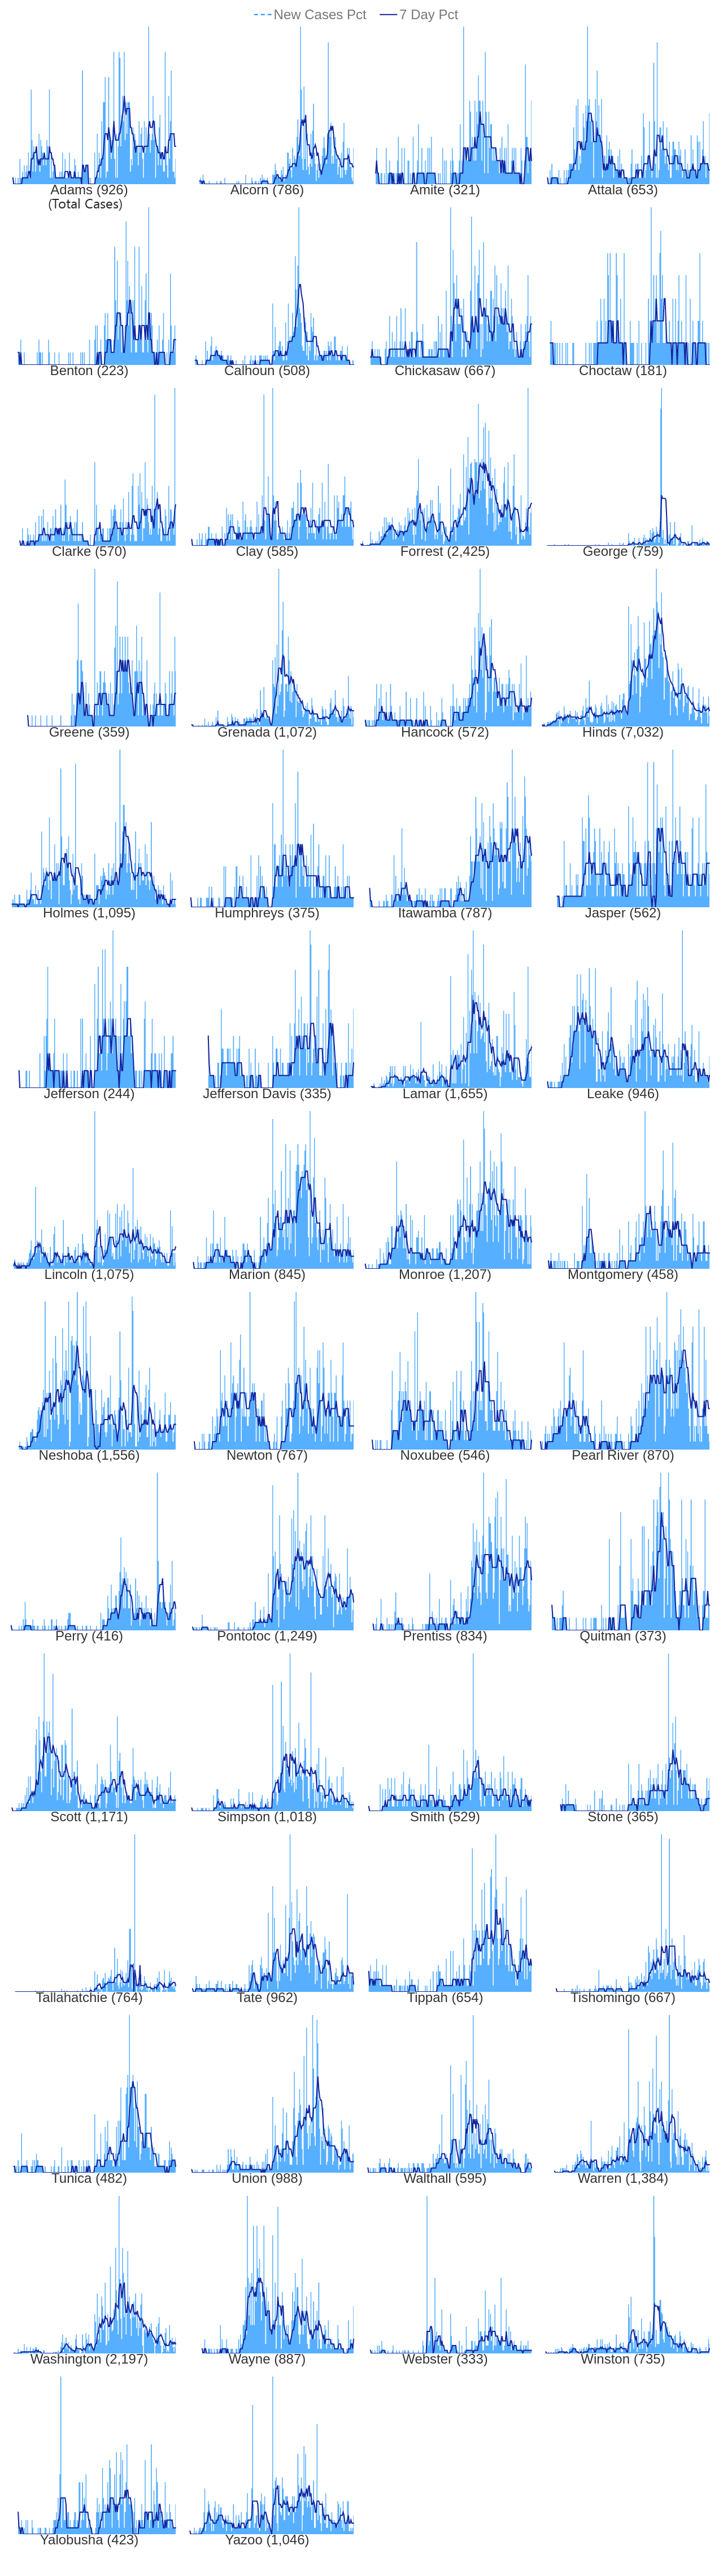 New Cases Pct 7 Day Pct
Adams (926) Alcorn (786) Amite (321) Attala (653)
(Total Cases)
Benton (223) Calhoun (508) Chickasaw (667) Choctaw (181)
Clarke (570) Clay (585) Forrest (2,425) George (759)
Greene (359) Grenada (1,072) Hancock (572) Hinds (7,032)
Holmes (1,095) Humphreys (375) Itawamba (787) Jasper (562)
Jefferson (244) Jefferson Davis (335) Lamar (1,655) Leake (946)
Lincoln (1,075) Marion (845) Monroe (1,207) Montgomery (458)
Neshoba (1,556) Newton (767) Noxubee (546) Pearl River (870)
Perry (416) Pontotoc (1,249) Prentiss (834) Quitman (373)
Scott (1,171) Simpson (1,018) Smith (529) Stone (365)
Tallahatchie (764) Tate (962) Tippah (654) Tishomingo (667)
Tunica (482) Union (988) Walthall (595) Warren (1,384)
Washington (2,197) Wayne (887) Webster (333) Winston (735)
Yalobusha (423) Yazoo (1,046)